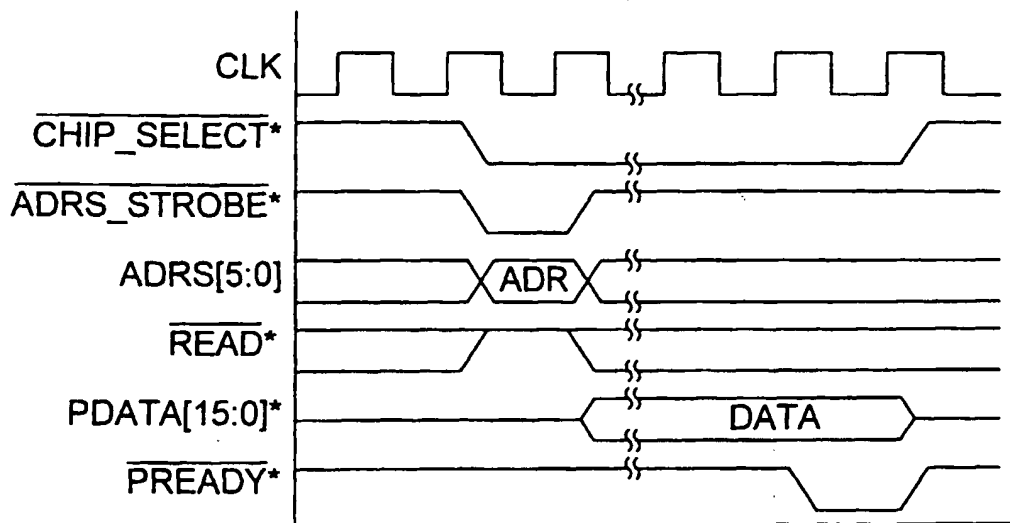 CLK
CHIP_SELECT*
ADRS_STROBE*
ADRS[5:0]
ADR
READ*
PDATA[15:0]*
DATA
PREADY*